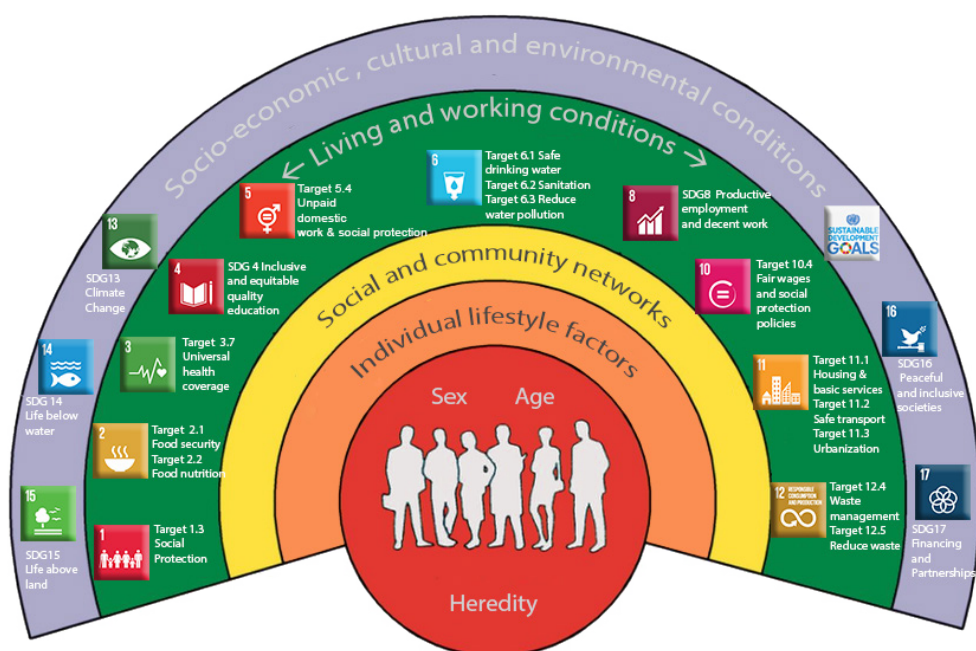 Socio-economic, cultural and environmental conditions
← Living and working conditions →
Social and community networks
Individual lifestyle factors
Sex Age
Heredity
13
SDG13
Climate
Change
14
SDG 14
Life below
water
15
SDG15
Life above
land
5
Target 5.4
Unpaid
domestic
work & social protection
4
SDG 4 Inclusive
and equitable
quality
education
3
Target 3.7
Universal
health
coverage
2
Target 2.1
Food security
Target 2.2
Food nutrition
1
Target 1.3
Social
Protection
6
Target 6.1 Safe
drinking water
Target 6.2 Sanitation
Target 6.3 Reduce
water pollution
8
SDG8 Productive
employment
and decent work
10
Target 10.4
Fair wages
and social
protection
policies
11
Target 11.1
Housing &
basic services
Target 11.2
Safe transport
Target 11.3
Urbanization
12 RESPONSIBLE
CONSUMPTION
AND PRODUCTION
Target 12.4
Waste
management
Target 12.5
Reduce waste
SUSTAINABLE
DEVELOPMENT
GOALS
16
SDG16
Peaceful
and inclusive
societies
17
SDG17
Financing
and
Partnerships